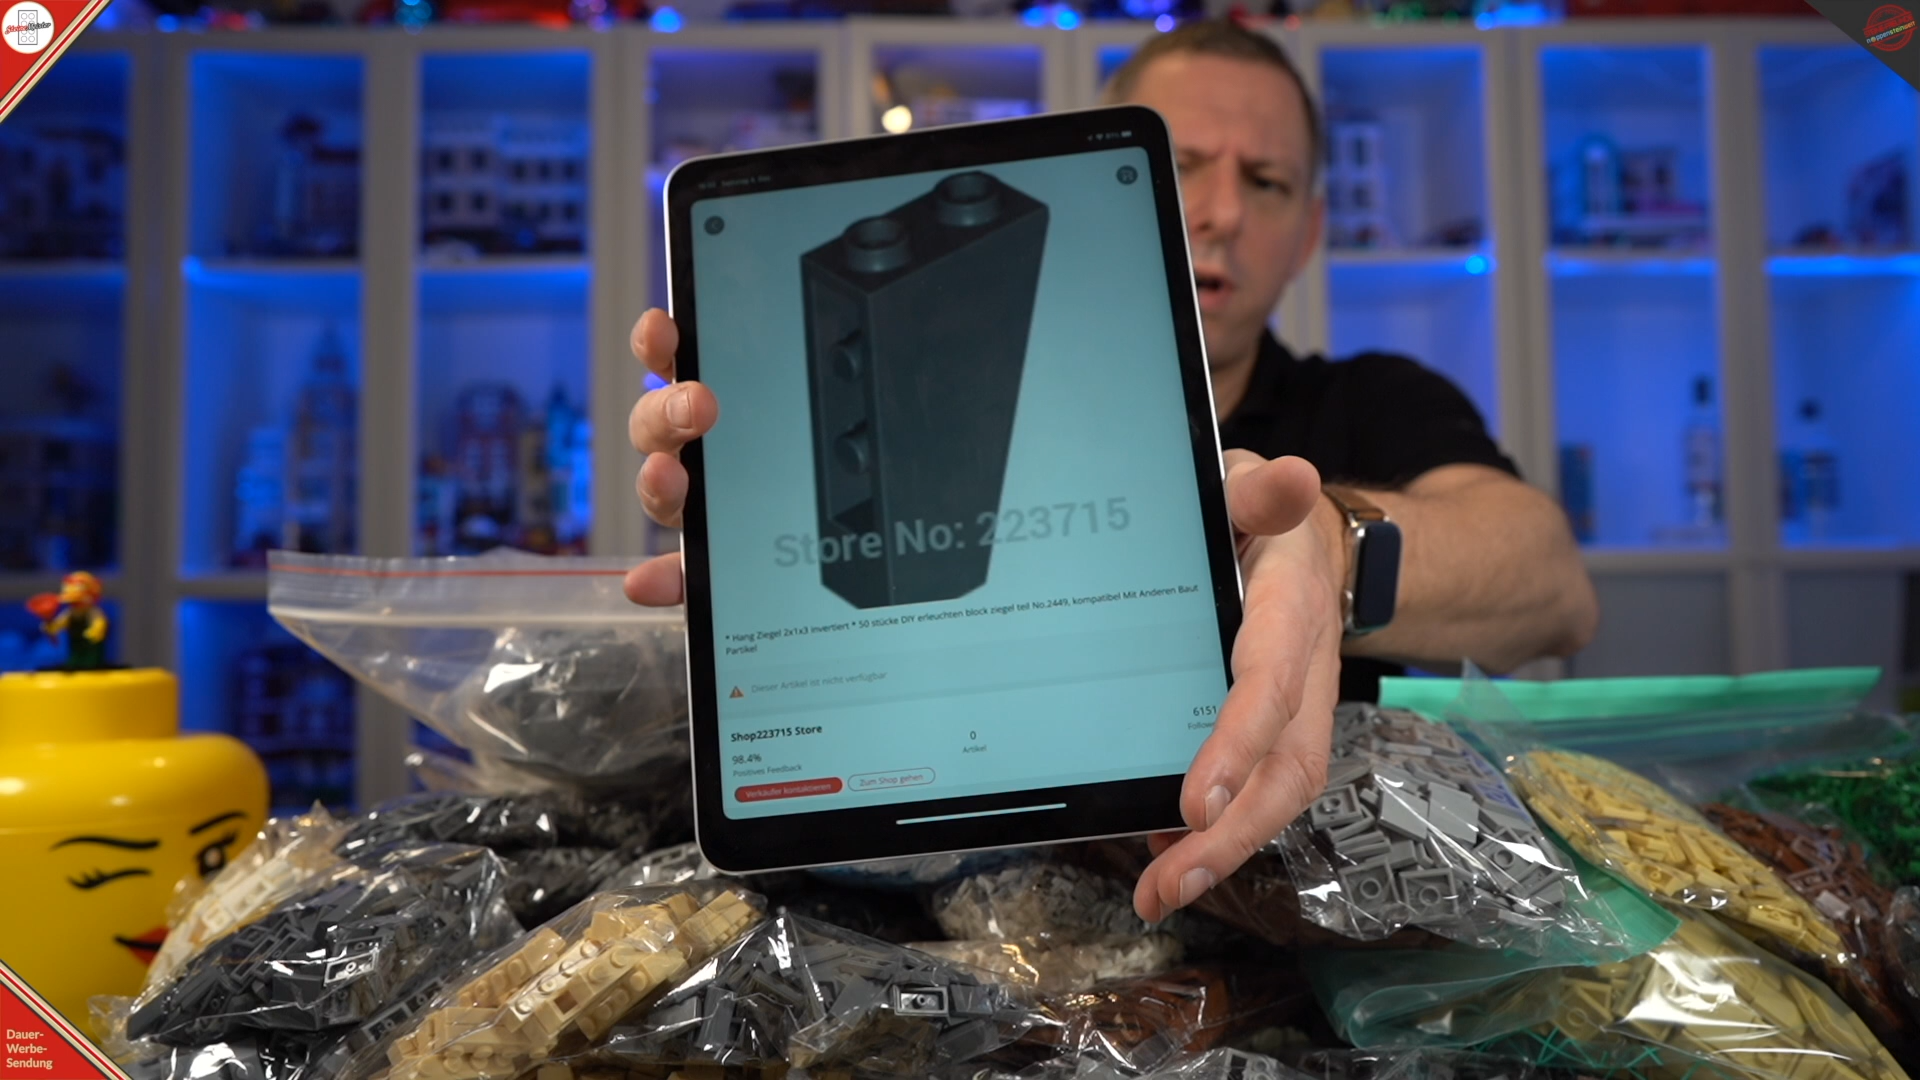 Store No: 223715
* Hang Ziegel 2x1x3 invertiert * 50 stücke DIY erleuchten block ziegel teil No.2449, kompatibel Mit Anderen Baut
Partikel
Dieser Artikel ist nicht verfügbar
Shop223715 Store
98.4%
Positives Feedback
0
Artikel
6151
Verkäufer kontaktieren
Zum Shop gehen
Dauer-
Werbe-
Sendung